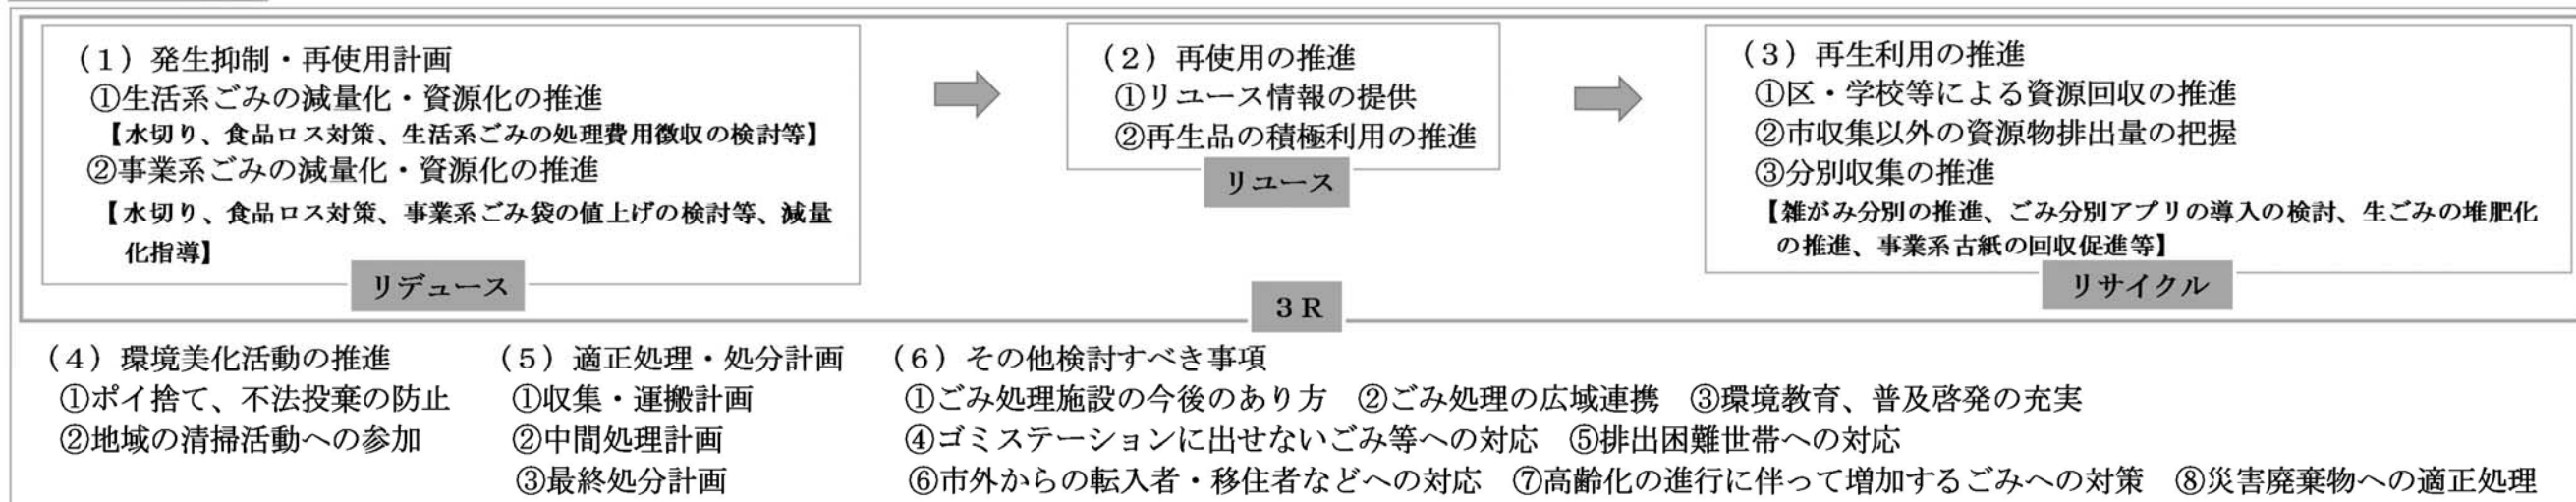 （1）発生抑制・再使用計画
①生活系ごみの減量化・資源化の推進
【水切り、食品ロス対策、生活系ごみの処理費用徴収の検討等】
②事業系ごみの減量化・資源化の推進
【水切り、食品ロス対策、事業系ごみ袋の値上げの検討等、減量
化指導】
リデュース
（2）再使用の推進
①リユース情報の提供
②再生品の積極利用の推進
リユース
（3）再生利用の推進
①区・学校等による資源回収の推進
②市収集以外の資源物排出量の把握
③分別収集の推進
【雑がみ分別の推進、ごみ分別アプリの導入の検討、生ごみの堆肥化
の推進、事業系古紙の回収促進等】
リサイクル
3R
（4）環境美化活動の推進
①ポイ捨て、不法投棄の防止
②地域の清掃活動への参加
（5）適正処理・処分計画
①収集・運搬計画
②中間処理計画
③最終処分計画
（6）その他検討すべき事項
①ごみ処理施設の今後のあり方　②ごみ処理の広域連携　③環境教育、普及啓発の充実
④ゴミステーションに出せないごみ等への対応　⑤排出困難世帯への対応
⑥市外からの転入者・移住者などへの対応　⑦高齢化の進行に伴って増加するごみへの対策　⑧災害廃棄物への適正処理